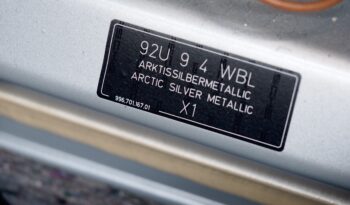 92U 9 4 WBL
ARKTISSILBERMETALLIC
ARCTIC SILVER METALLIC
X1
996.701.167.01